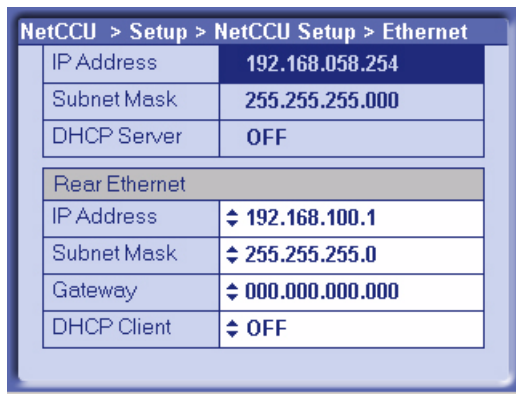 NetCCU > Setup > NetCCU Setup > Ethernet
IP Address 192.168.058.254
Subnet Mask 255.255.255.000
DHCP Server OFF
Rear Ethernet
IP Address 192.168.100.1
Subnet Mask 255.255.255.0
Gateway 000.000.000.000
DHCP Client OFF